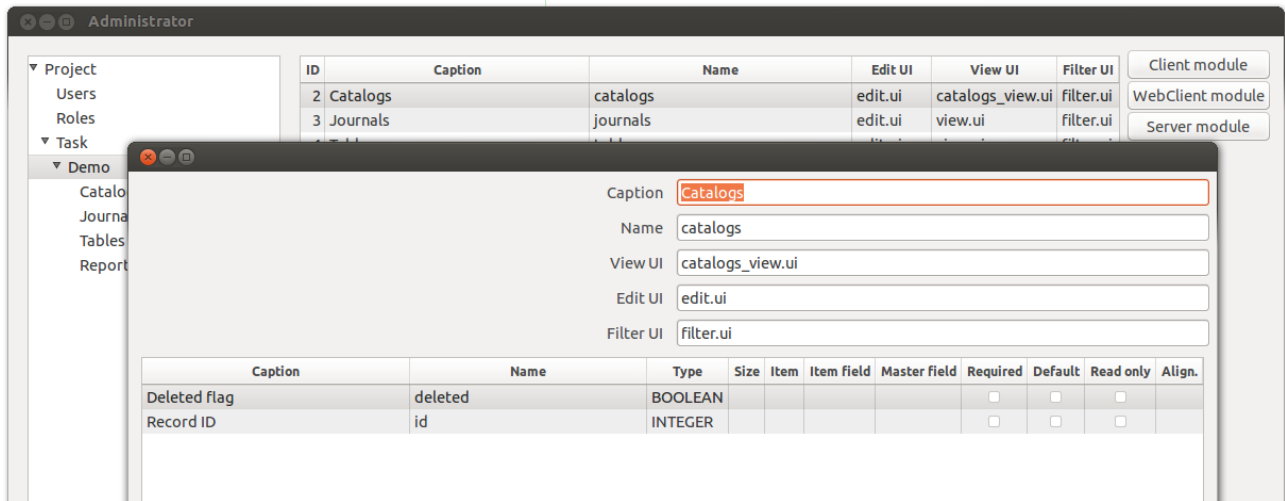 Administrator
Project
Users
Roles
Task
Demo
Catalo
Journa
Tables
Report
ID Caption Name Edit UI View UI Filter UI
2 Catalogs catalogs edit.ui catalogs_view.ui filter.ui
3 Journals journals edit.ui view.ui filter.ui
Client module
WebClient module
Server module
Caption Catalogs
Name catalogs
View UI catalogs_view.ui
Edit UI edit.ui
Filter UI filter.ui
Caption Name Type Size Item Item field Master field Required Default Read only Align.
Deleted flag deleted BOOLEAN
Record ID id INTEGER